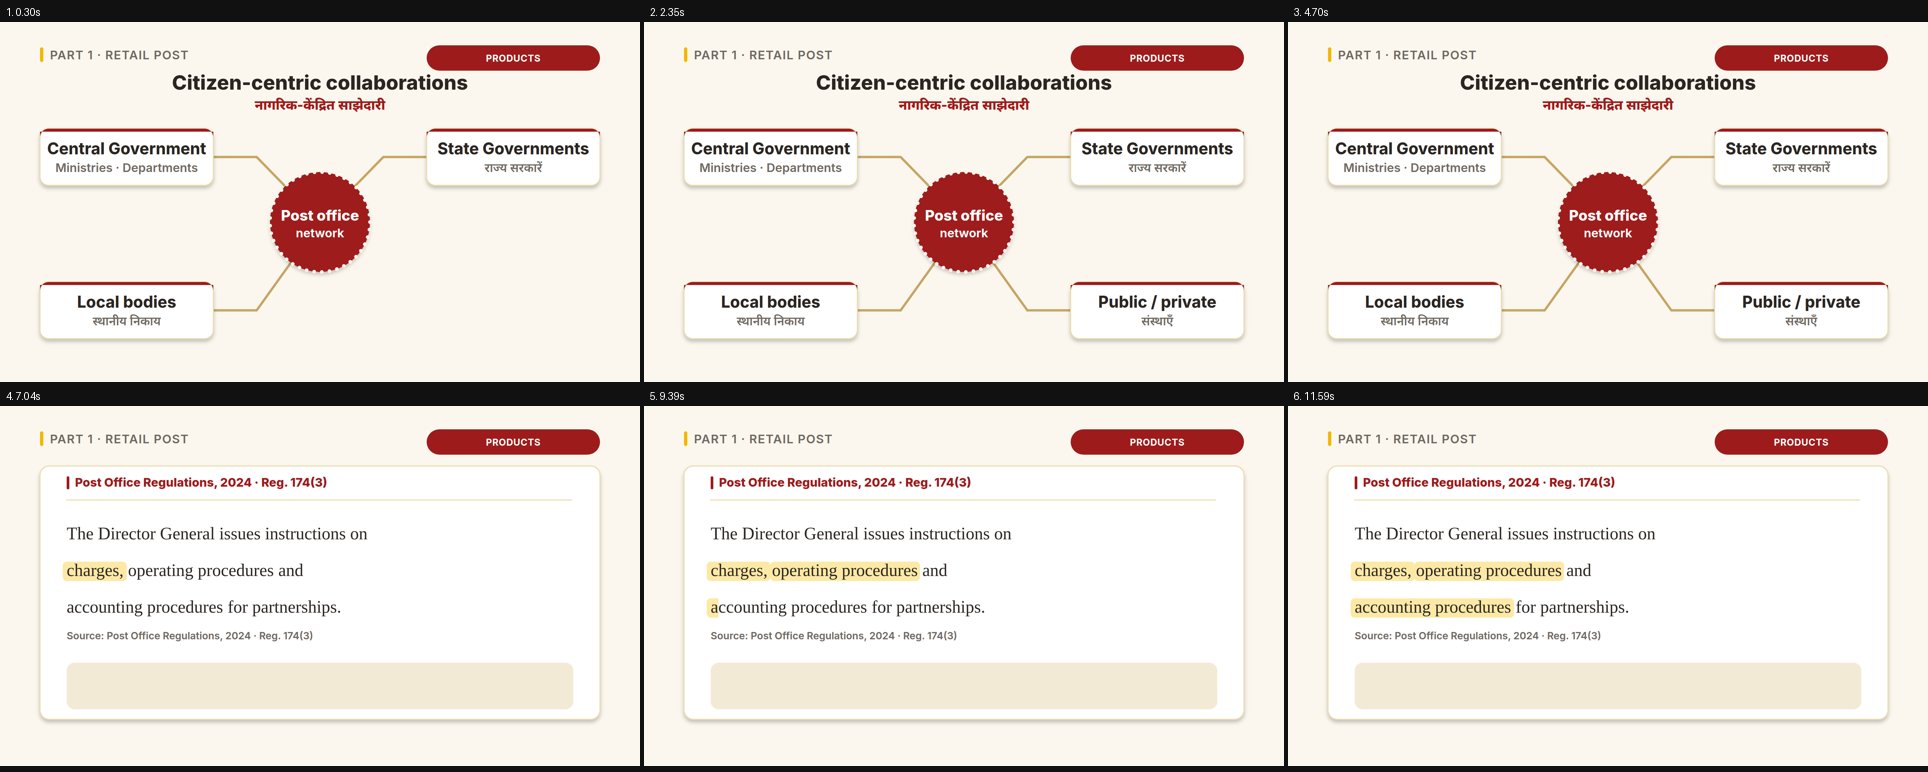 1. 0.30s
PART 1 · RETAIL POST
PRODUCTS
Citizen-centric collaborations
नागरिक-केंद्रित साझेदारी
Central Government
Ministries · Departments
State Governments
राज्य सरकारें
Post office
network
Local bodies
स्थानीय निकाय
2. 2.35s
PART 1 · RETAIL POST
PRODUCTS
Citizen-centric collaborations
नागरिक-केंद्रित साझेदारी
Central Government
Ministries · Departments
State Governments
राज्य सरकारें
Post office
network
Local bodies
स्थानीय निकाय
Public / private
संस्थाएँ
3. 4.70s
PART 1 · RETAIL POST
PRODUCTS
Citizen-centric collaborations
नागरिक-केंद्रित साझेदारी
Central Government
Ministries · Departments
State Governments
राज्य सरकारें
Post office
network
Local bodies
स्थानीय निकाय
Public / private
संस्थाएँ
4. 7.04s
PART 1 · RETAIL POST
PRODUCTS
Post Office Regulations, 2024 · Reg. 174(3)
The Director General issues instructions on
charges, operating procedures and
accounting procedures for partnerships.
Source: Post Office Regulations, 2024 · Reg. 174(3)
5. 9.39s
PART 1 · RETAIL POST
PRODUCTS
Post Office Regulations, 2024 · Reg. 174(3)
The Director General issues instructions on
charges, operating procedures and
accounting procedures for partnerships.
Source: Post Office Regulations, 2024 · Reg. 174(3)
6. 11.59s
PART 1 · RETAIL POST
PRODUCTS
Post Office Regulations, 2024 · Reg. 174(3)
The Director General issues instructions on
charges, operating procedures and
accounting procedures for partnerships.
Source: Post Office Regulations, 2024 · Reg. 174(3)